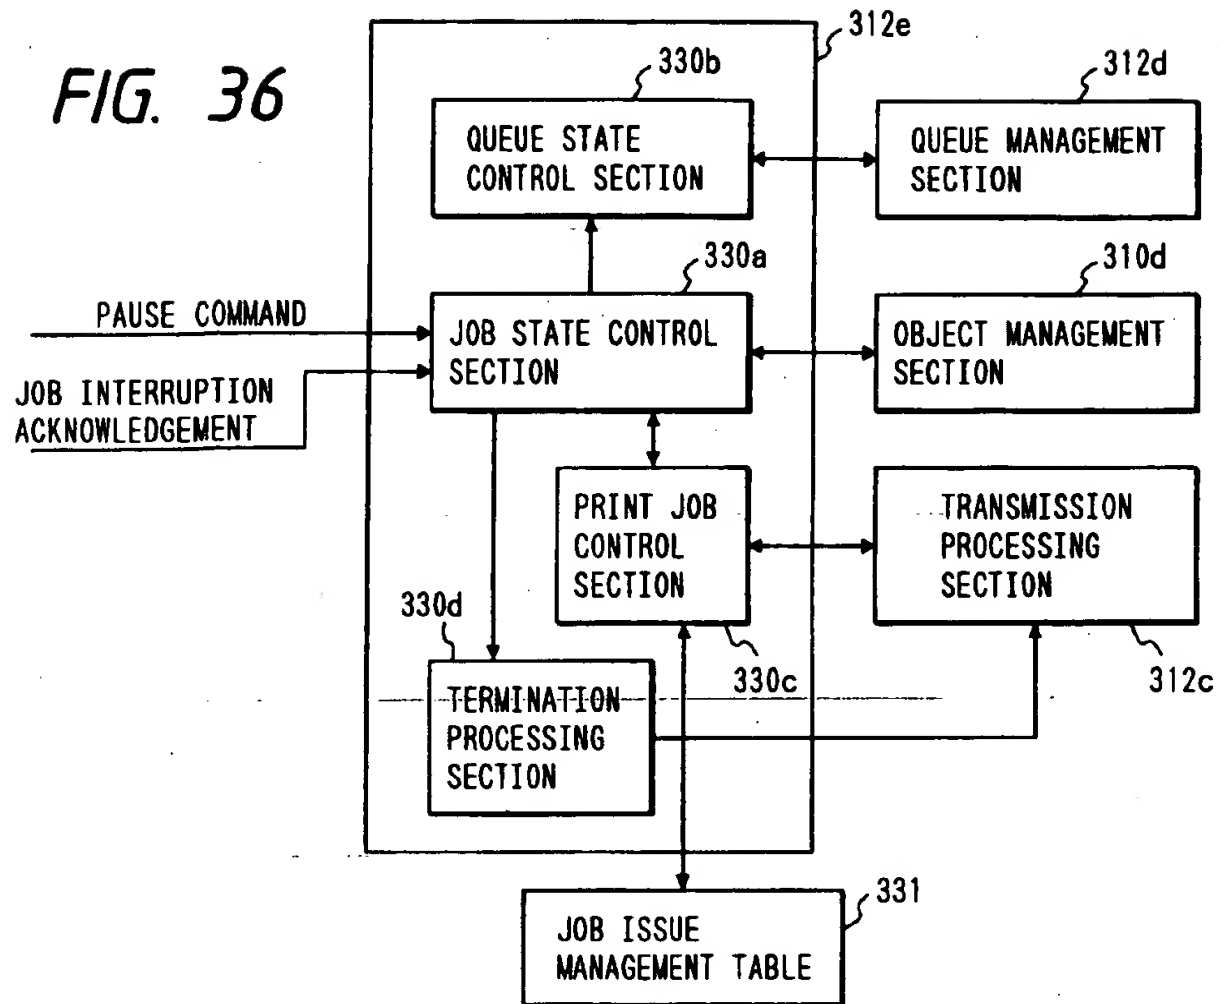 FIG. 36
312e
330b
312d
QUEUE STATE
CONTROL SECTION
QUEUE MANAGEMENT
SECTION
330a
310d
PAUSE COMMAND
JOB STATE CONTROL
SECTION
OBJECT MANAGEMENT
SECTION
JOB INTERRUPTION
ACKNOWLEDGEMENT
PRINT JOB
CONTROL
SECTION
TRANSMISSION
PROCESSING
SECTION
330d
330c
312c
TERMINATION
PROCESSING
SECTION
331
JOB ISSUE
MANAGEMENT TABLE